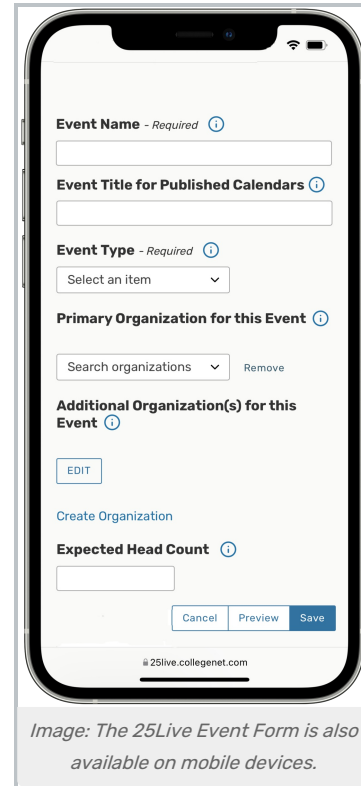 Event Name - Required
Event Title for Published Calendars
Event Type - Required
Select an item
Primary Organization for this Event
Search organizations Remove
Additional Organization(s) for this
Event
EDIT
Create Organization
Expected Head Count
Cancel Preview Save
25live.collegenet.com
Image: The 25Live Event Form is also
available on mobile devices.